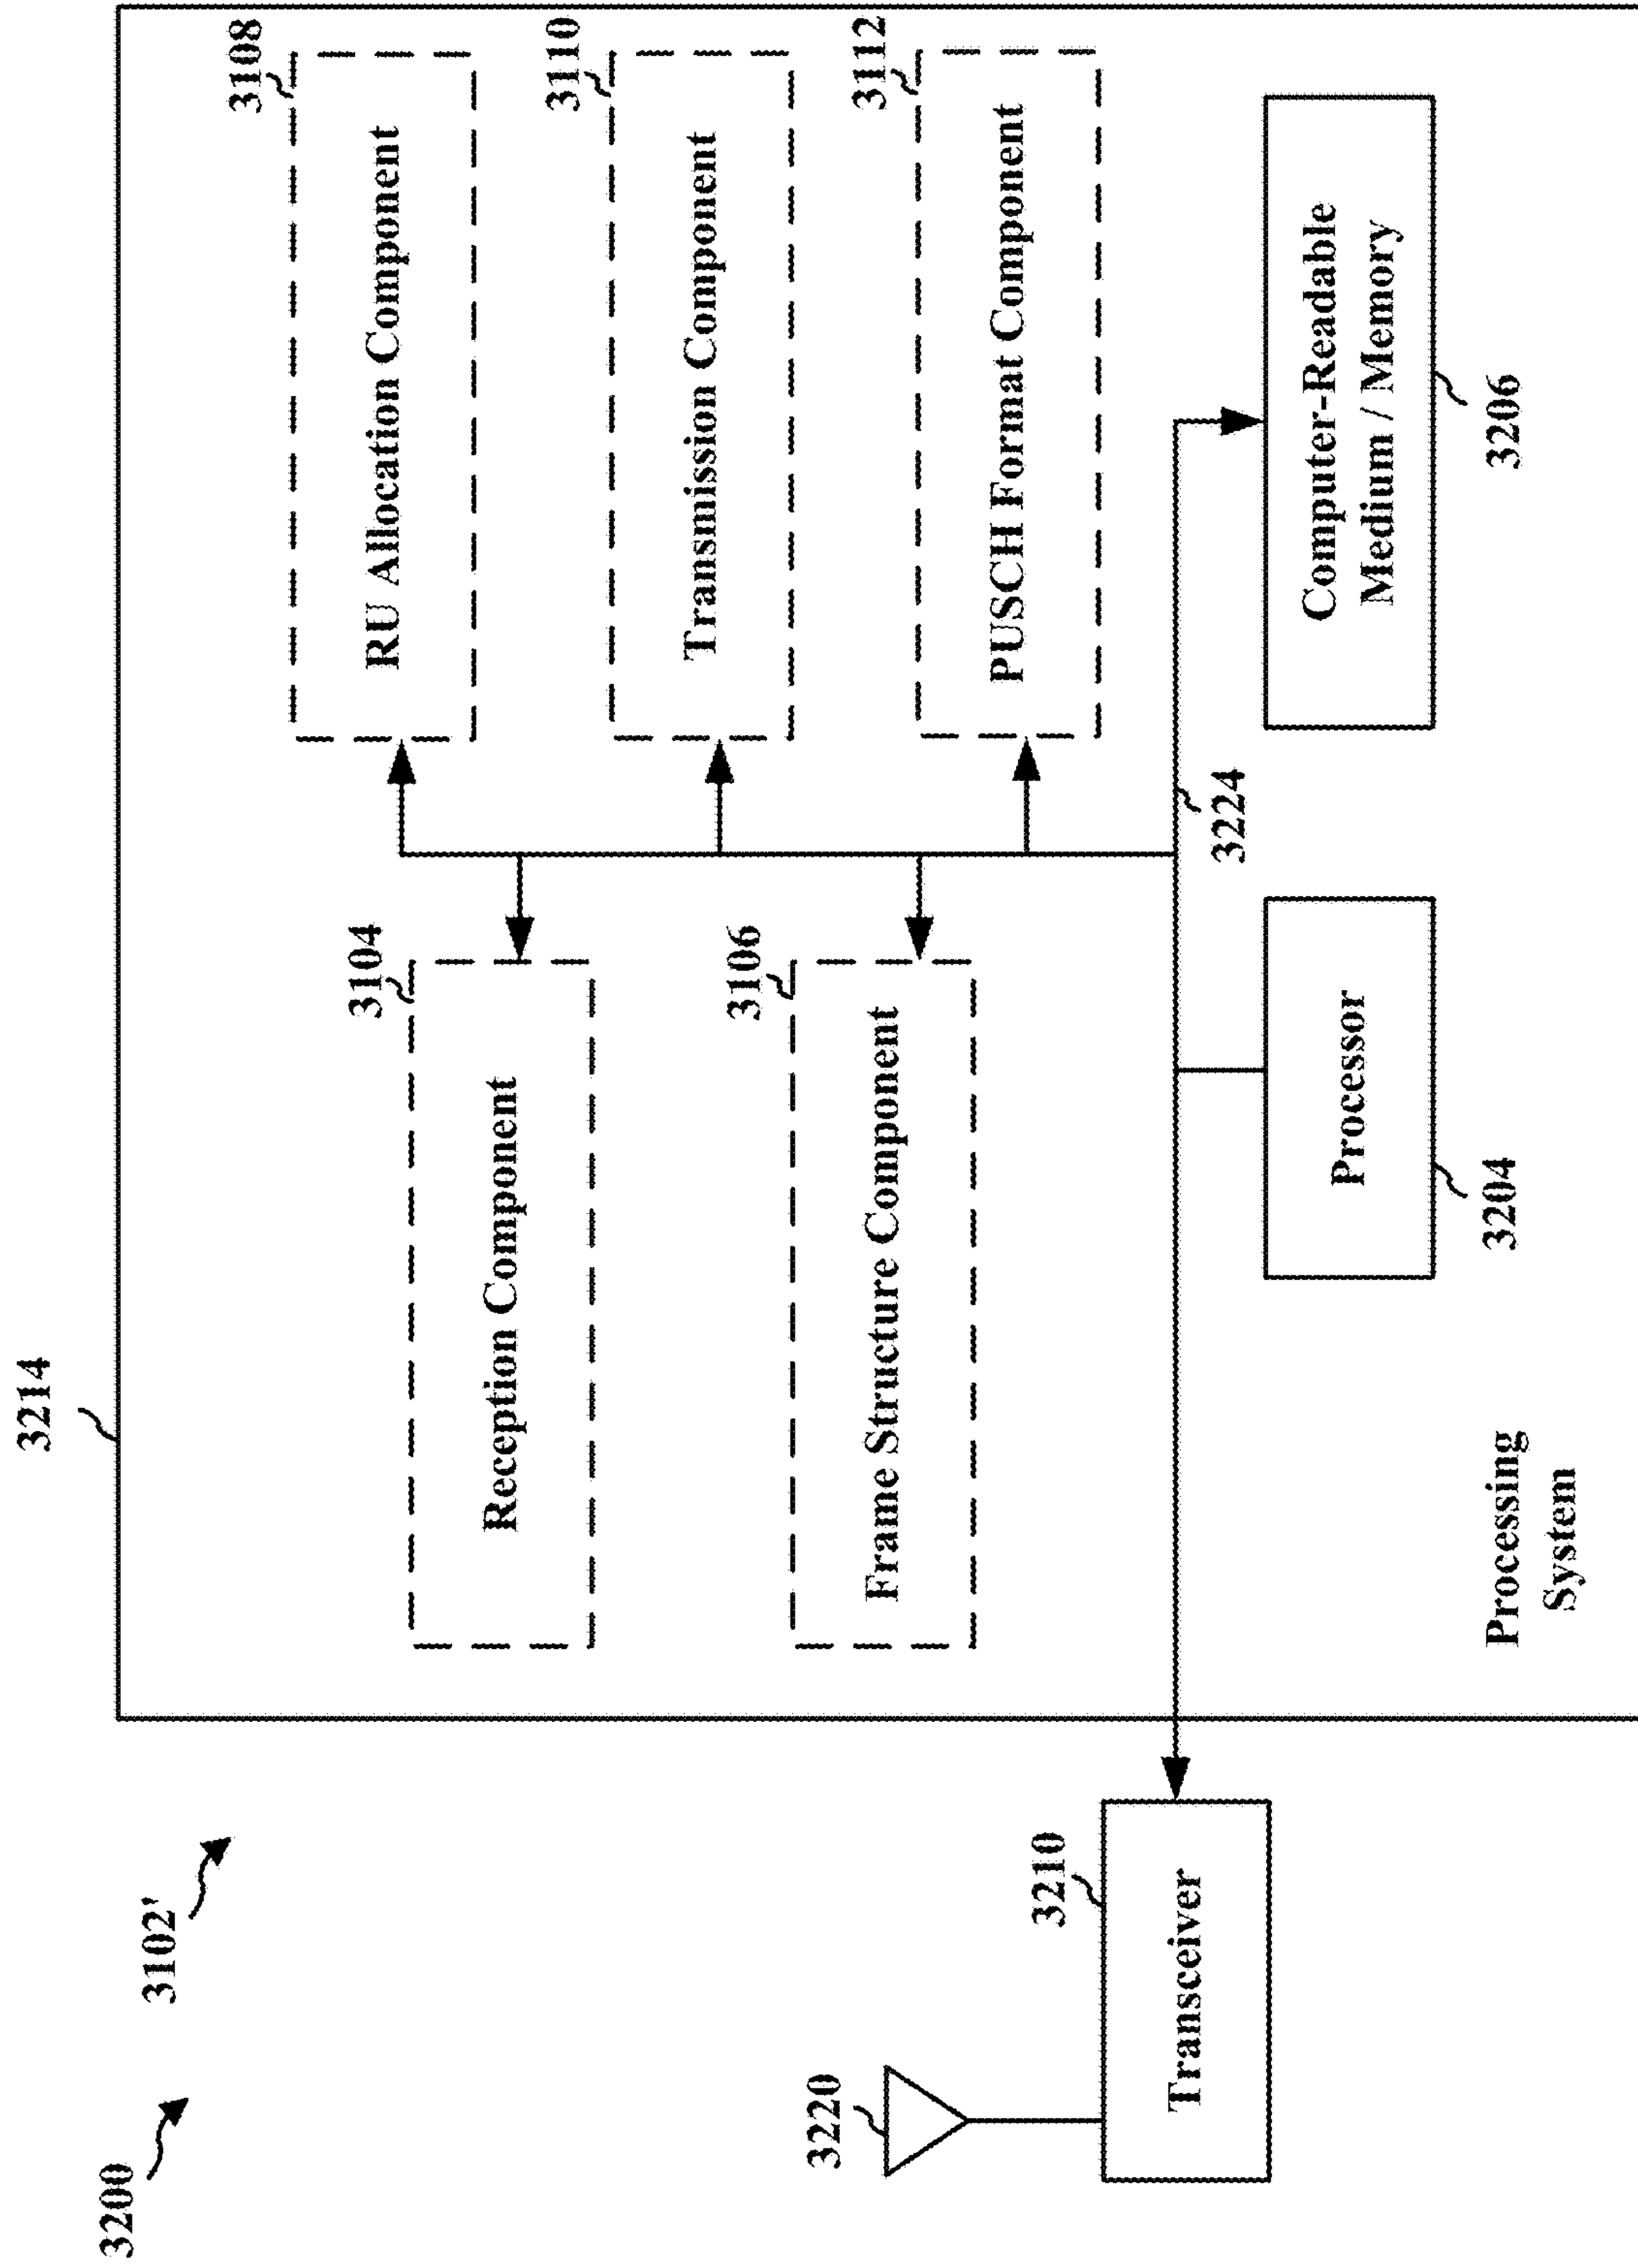 3200
3102'
3214
3220
3210
Transceiver
3104
Reception Component
3106
Frame Structure Component
3108
RU Allocation Component
3110
Transmission Component
3112
PUSCH Format Component
3224
Processor
3204
Computer-Readable
Medium / Memory
3206
Processing
System